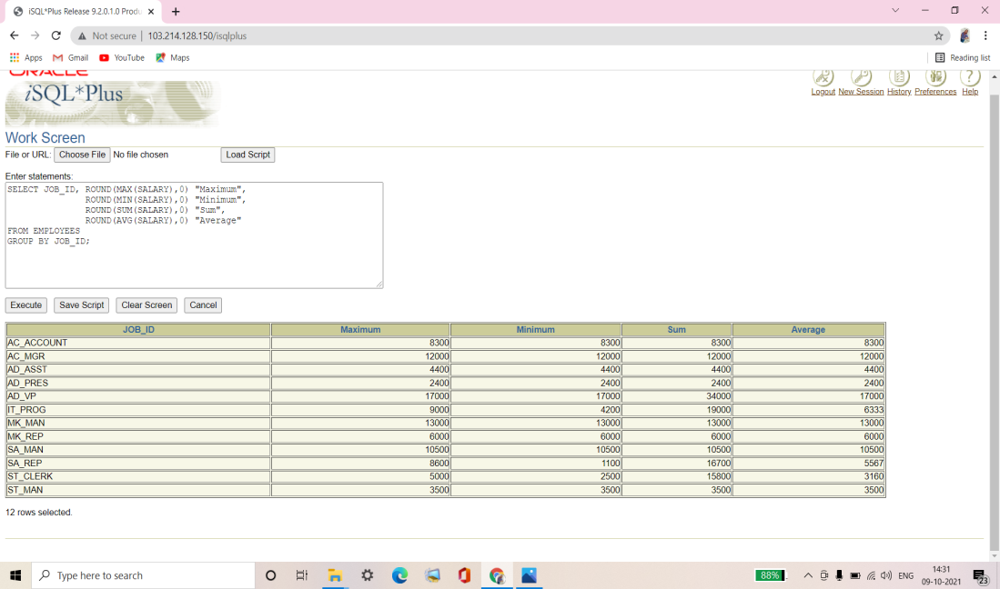 iSQL*Plus Release 9.2.0.1.0 Produ
Not secure | 103.214.128.150/isqlplus
Apps Gmail YouTube Maps Reading list
ORACLE
iSQL*Plus
Logout New Session History Preferences Help
Work Screen
File or URL: Choose File No file chosen Load Script
Enter statements:
SELECT JOB_ID, ROUND(MAX(SALARY),0) "Maximum",
ROUND(MIN(SALARY),0) "Minimum",
ROUND(SUM(SALARY),0) "Sum",
ROUND(AVG(SALARY),0) "Average"
FROM EMPLOYEES
GROUP BY JOB_ID;
Execute Save Script Clear Screen Cancel
JOB_ID Maximum Minimum Sum Average
AC_ACCOUNT 8300 8300 8300 8300
AC_MGR 12000 12000 12000 12000
AD_ASST 4400 4400 4400 4400
AD_PRES 2400 2400 2400 2400
AD_VP 17000 17000 34000 17000
IT_PROG 9000 4200 19000 6333
MK_MAN 13000 13000 13000 13000
MK_REP 6000 6000 6000 6000
SA_MAN 10500 10500 10500 10500
SA_REP 8600 1100 16700 5567
ST_CLERK 5000 2500 15800 3160
ST_MAN 3500 3500 3500 3500
12 rows selected.
Type here to search 88% ENG 14:31
09-10-2021 23